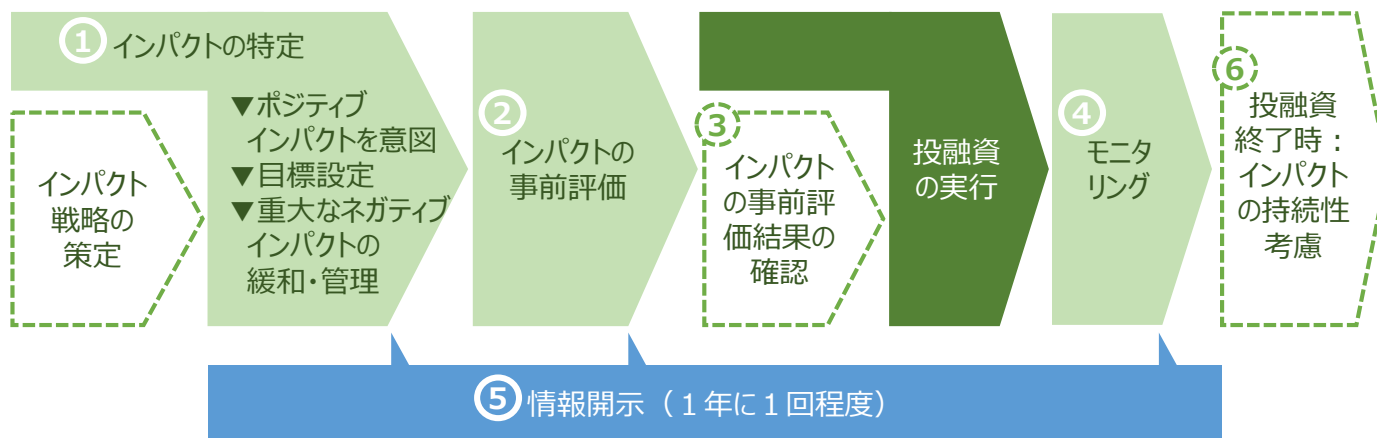 ① インパクトの特定
インパクト
戦略の
策定
▼ポジティブ
インパクトを意図
▼目標設定
▼重大なネガティブ
インパクトの
緩和・管理
②
インパクトの
事前評価
③
インパクト
の事前評
価結果の
確認
投融資
の実行
④
モニタ
リング
⑥
投融資
終了時：
インパクト
の持続性
考慮
⑤ 情報開示（１年に１回程度）